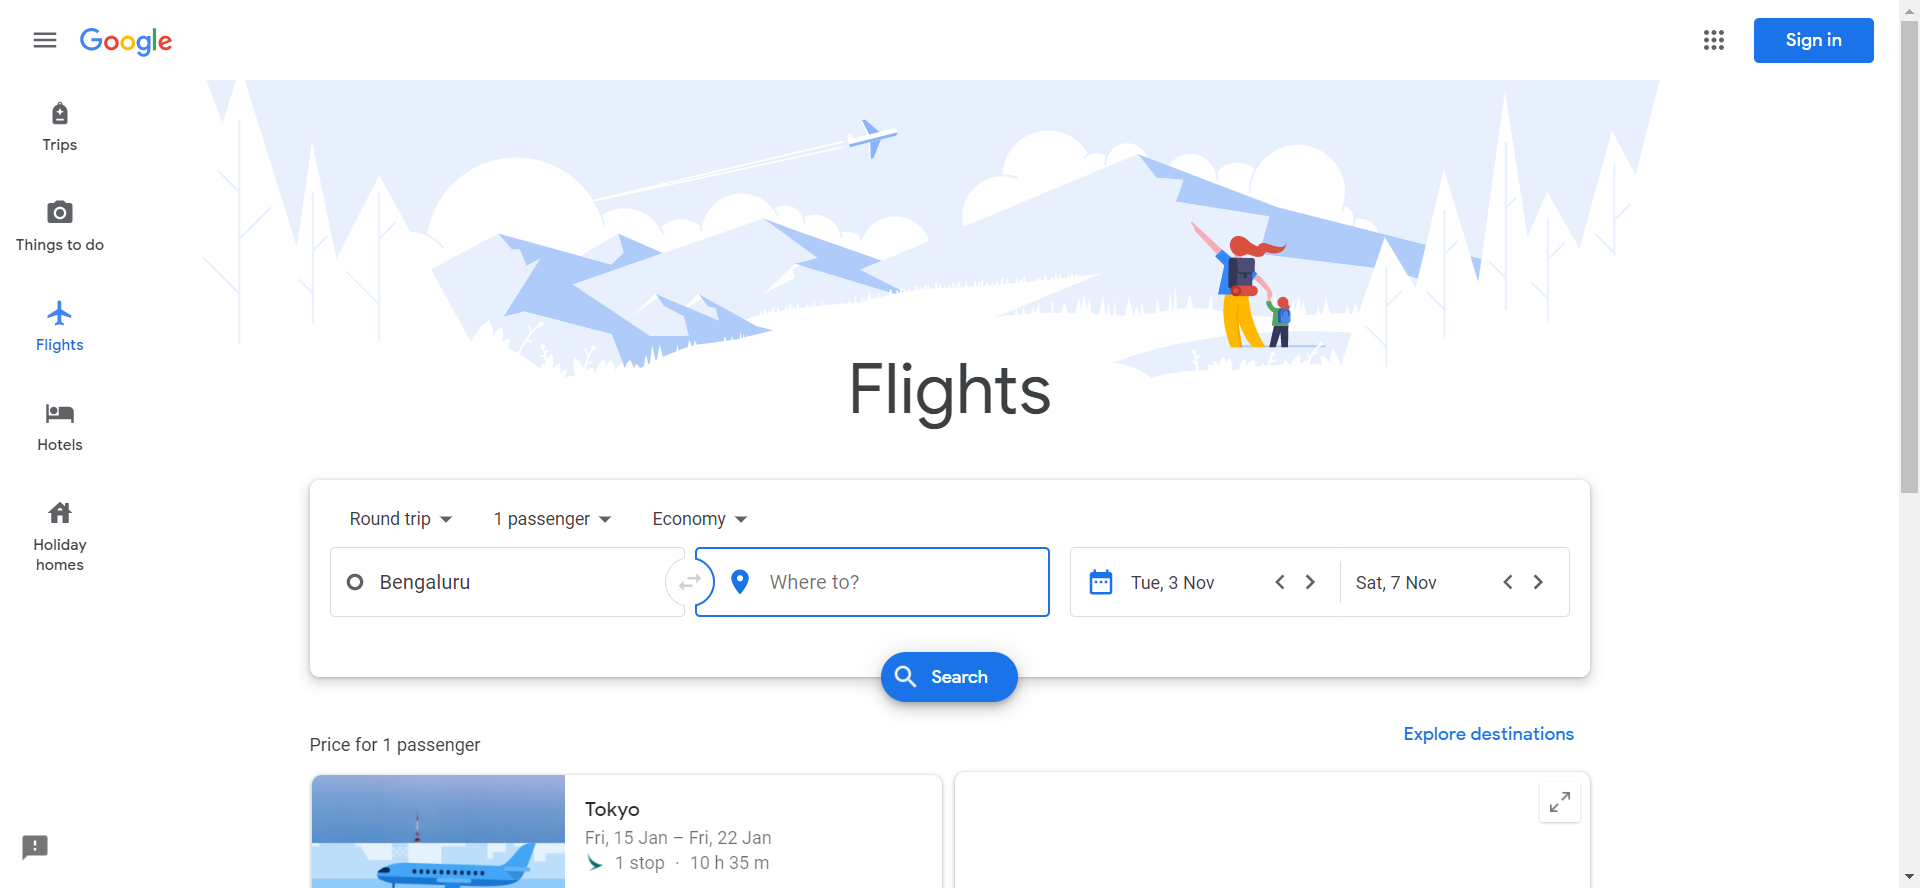 Google
Sign in
Trips
Things to do
Flights
Hotels
Holiday
homes
Flights
Round trip
1 passenger
Economy
Bengaluru
Where to?
Tue, 3 Nov
Sat, 7 Nov
Search
Price for 1 passenger
Explore destinations
Tokyo
Fri, 15 Jan – Fri, 22 Jan
1 stop · 10 h 35 m